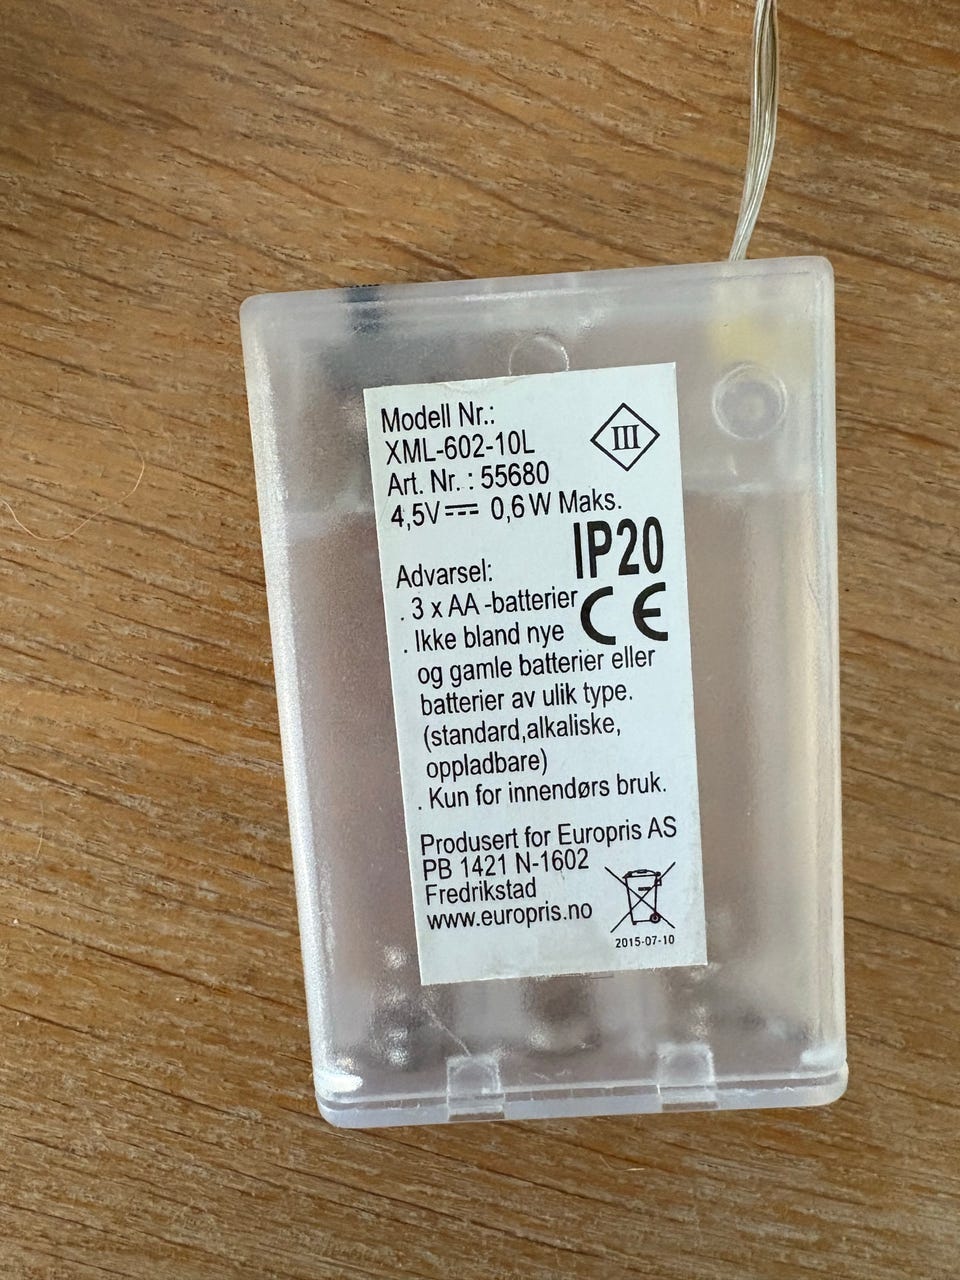 Modell Nr.:
XML-602-10L
III
Art. Nr. : 55680
4,5V 0,6W Maks.
IP20
Advarsel:
. 3 x AA -batterier
CE
. Ikke bland nye
og gamle batterier eller
batterier av ulik type.
(standard,alkaliske,
oppladbare)
. Kun for innendørs bruk.
Produsert for Europris AS
PB 1421 N-1602
Fredrikstad
www.europris.no
2015-07-10